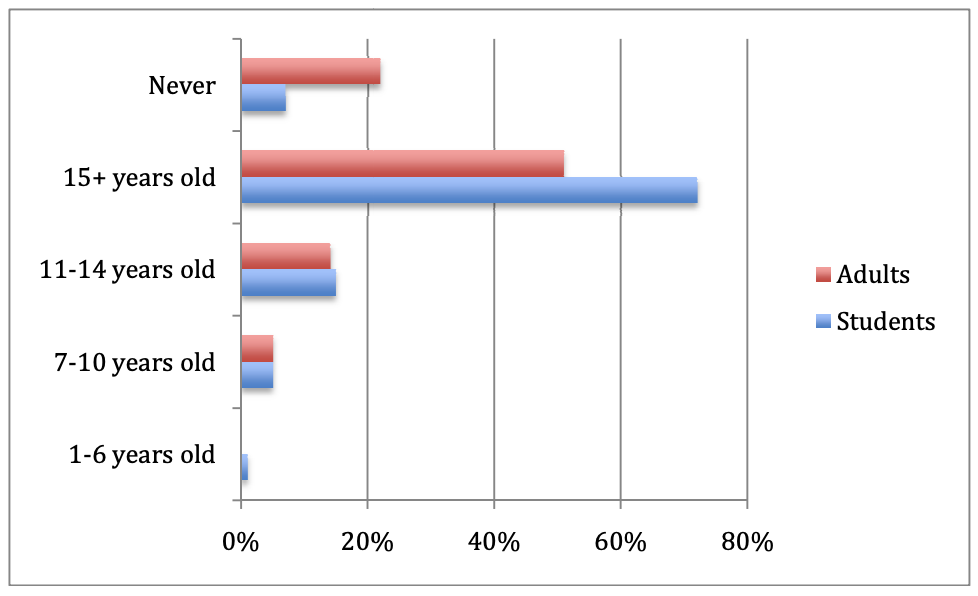 Never
15+ years old
11-14 years old
7-10 years old
1-6 years old
0% 20% 40% 60% 80%
Adults
Students